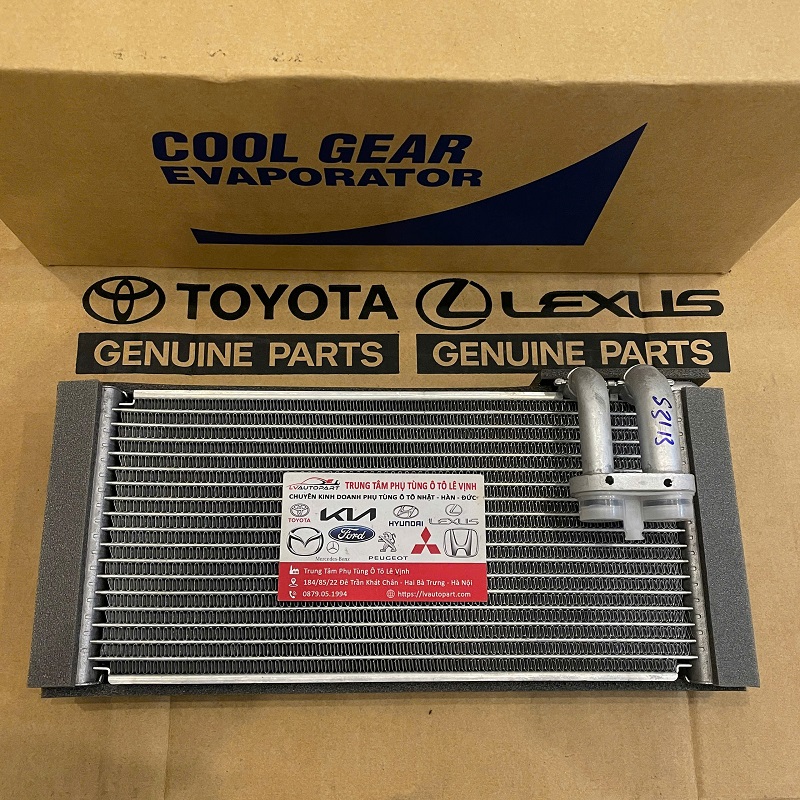 COOL GEAR
EVAPORATOR
TOYOTA LEXUS
GENUINE PARTS GENUINE PARTS
LVAUTOPART
TRUNG TÂM PHỤ TÙNG Ô TÔ LÊ VỊNH
CHUYÊN KINH DOANH PHỤ TÙNG Ô TÔ NHẬT - HÀN - ĐỨC
TOYOTA KIA HYUNDAI LEXUS
Mercedes-Benz Ford PEUGEOT
Trung Tâm Phụ Tùng Ô Tô Lê Vịnh
184/85/22 Đê Trần Khát Chân - Hai Bà Trưng - Hà Nội
0879.05.1994 https://lvautopart.com